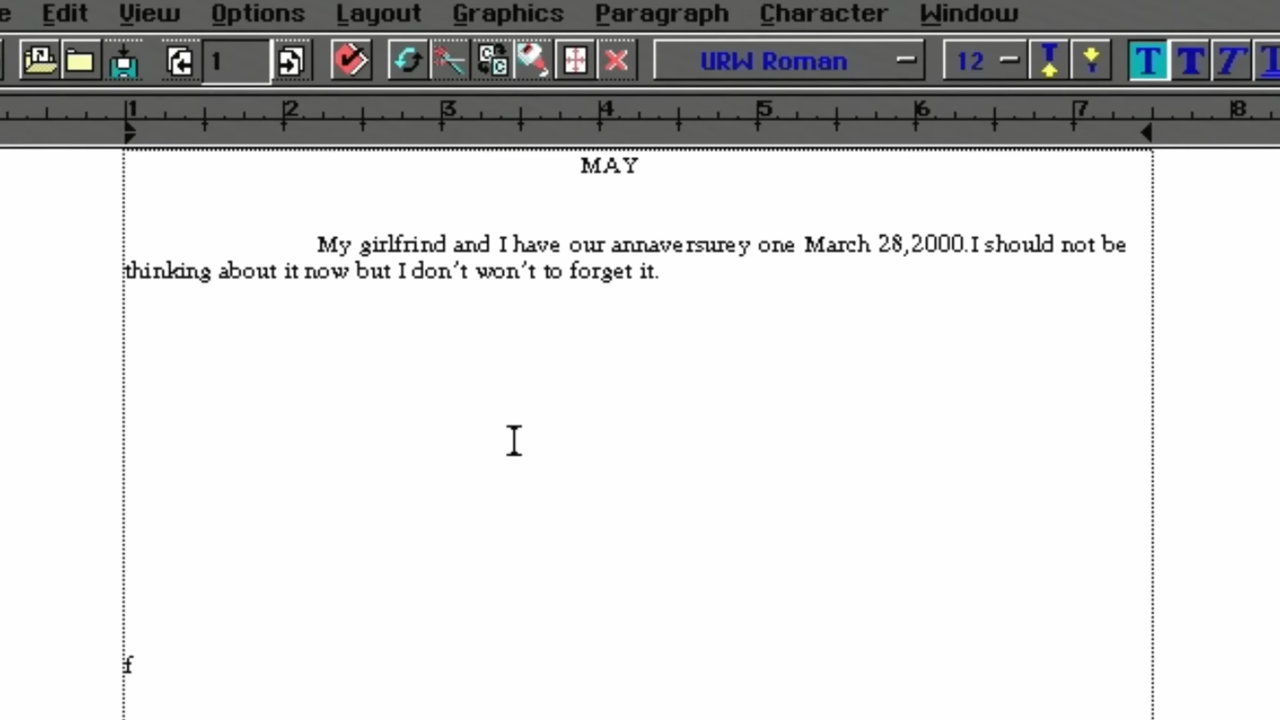 e Edit View Options Layout Graphics Paragraph Character Window
1 URW Roman 12 T T T T
1 2 3 4 5 6 7 8
MAY
My girlfrind and I have our annaversurey one March 28,2000.I should not be
thinking about it now but I don't won't to forget it.
f